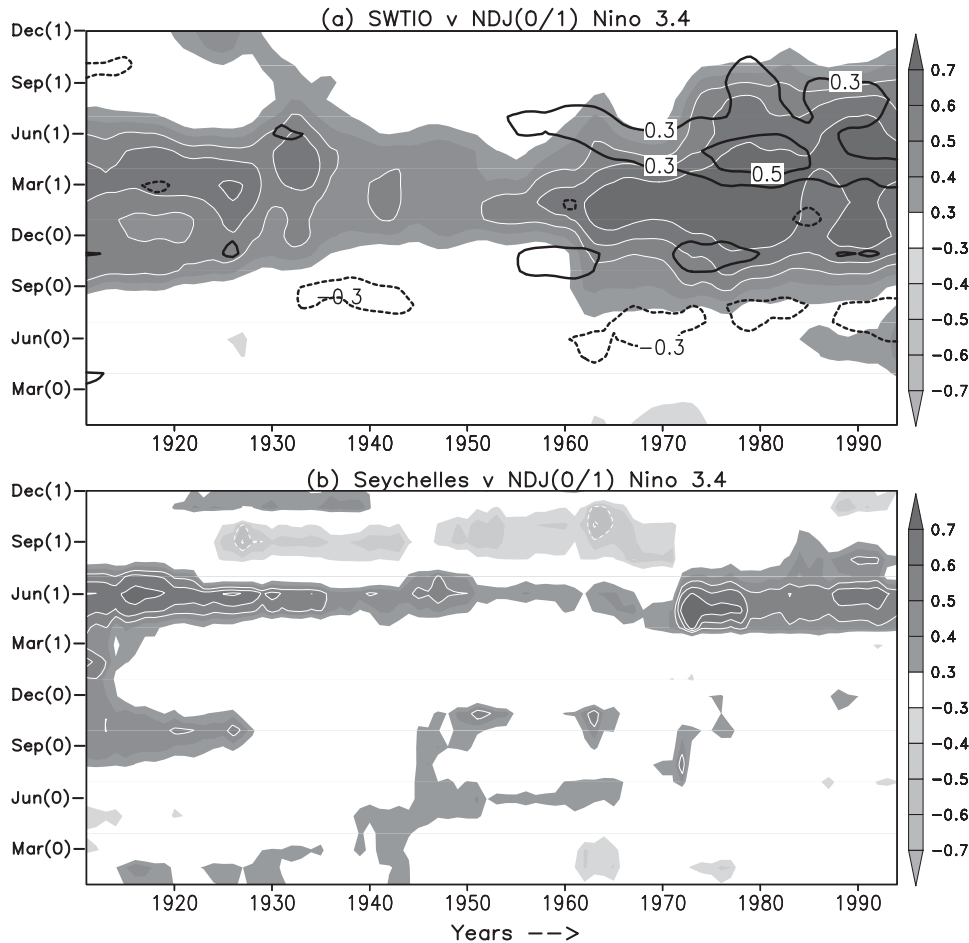 (a) SWTIO v NDJ(0/1) Nino 3.4
Dec(1)
Sep(1)
Jun(1)
Mar(1)
Dec(0)
Sep(0)
Jun(0)
Mar(0)
0.3
0.3
0.3
0.5
−0.3
−0.3
1920 1930 1940 1950 1960 1970 1980 1990
0.7
0.6
0.5
0.4
0.3
−0.3
−0.4
−0.5
−0.6
−0.7
(b) Seychelles v NDJ(0/1) Nino 3.4
Dec(1)
Sep(1)
Jun(1)
Mar(1)
Dec(0)
Sep(0)
Jun(0)
Mar(0)
1920 1930 1940 1950 1960 1970 1980 1990
Years −−>
0.7
0.6
0.5
0.4
0.3
−0.3
−0.4
−0.5
−0.6
−0.7